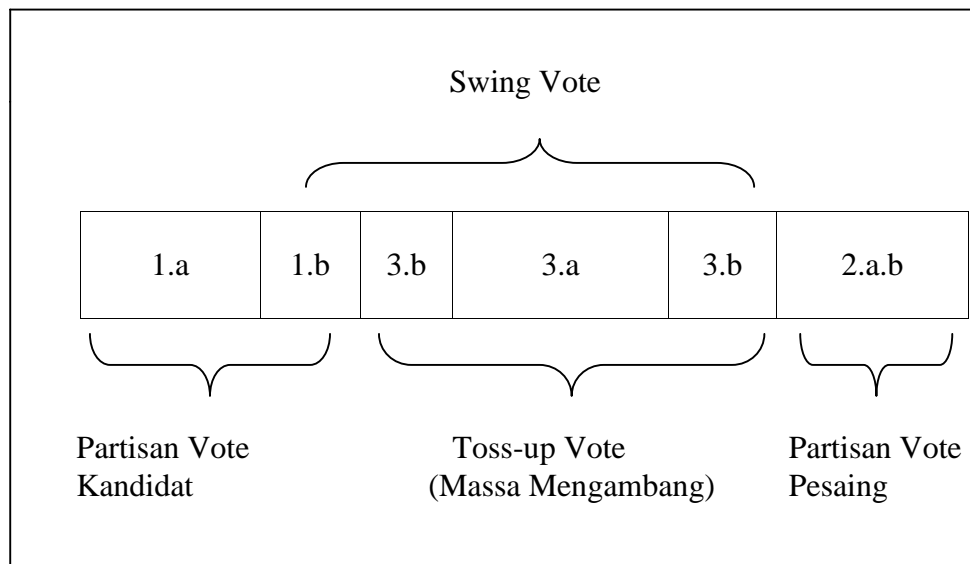 Swing Vote
1.a 1.b 3.b 3.a 3.b 2.a.b
Partisan Vote Toss-up Vote Partisan Vote
Kandidat (Massa Mengambang) Pesaing